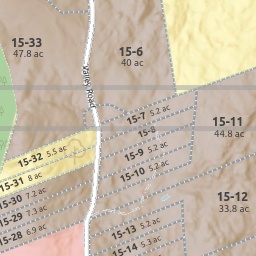 15-33
47.8 ac
15-6
40 ac
Valley Road
15-7 5.2 ac
15-8
15-9 5.2 ac
15-10 5.2 ac
15-11
44.8 ac
15-32 5.5 ac
15-31 8 ac
15-30 7.2 ac
15-29 7.3 ac
15-28 6.9 ac
15-12
33.8 ac
15-13 5.2 ac
15-14 5.3 ac